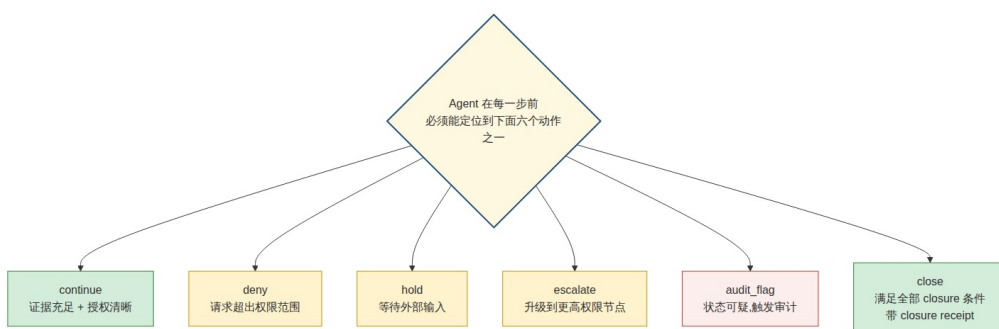 Agent 在每一步前
必须能定位到下面六个动作
之一
continue
证据充足 + 授权清晰
deny
请求超出权限范围
hold
等待外部输入
escalate
升级到更高权限节点
audit_flag
状态可疑,触发审计
close
满足全部 closure 条件
带 closure receipt